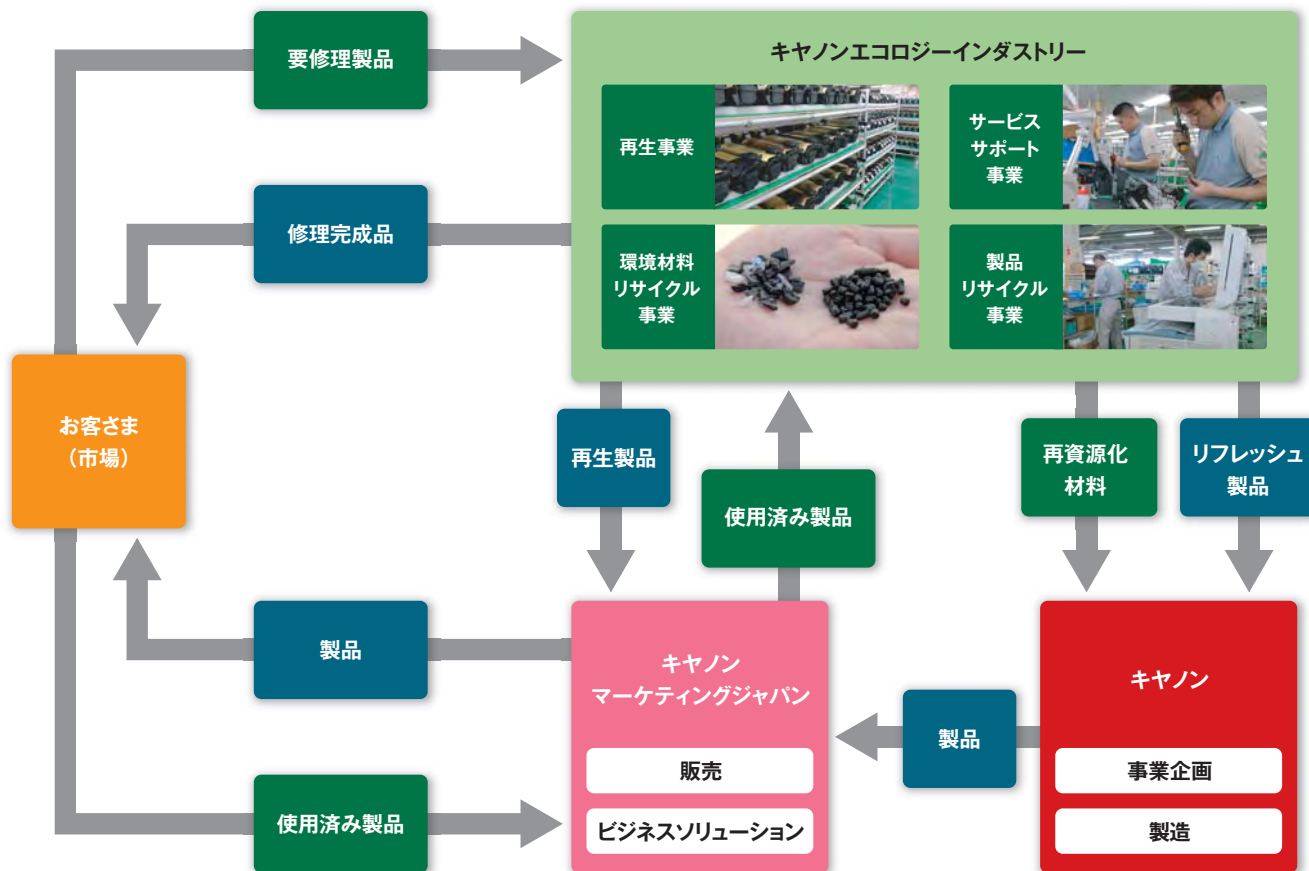 要修理製品
キヤノンエコロジーインダストリー
再生事業
サービス
サポート
事業
修理完成品
環境材料
リサイクル
事業
製品
リサイクル
事業
お客さま
（市場）
再生製品
使用済み製品
再資源化
材料
リフレッシュ
製品
製品
キヤノン
マーケティングジャパン
販売
ビジネスソリューション
製品
キヤノン
事業企画
製造
使用済み製品